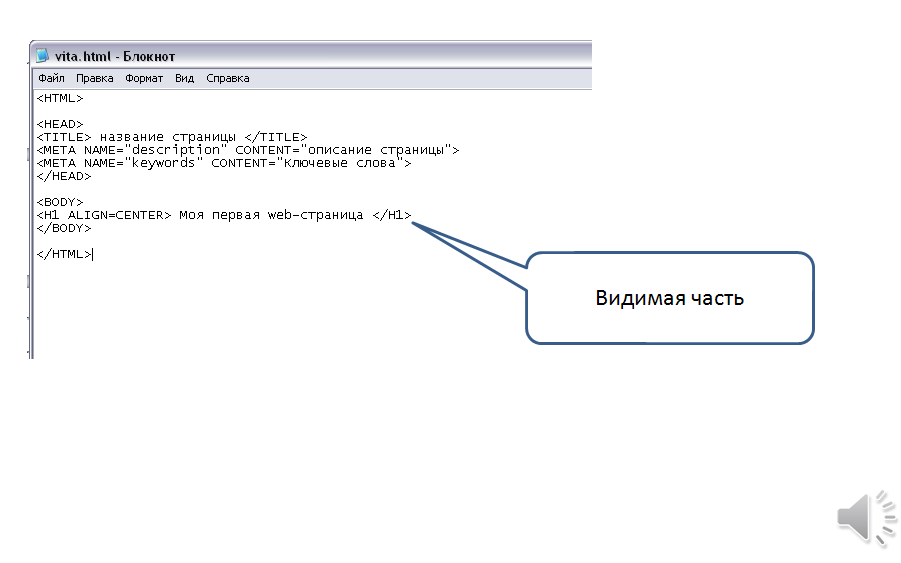 vita.html - Блокнот
Файл Правка Формат Вид Справка
<HTML>
<HEAD>
<TITLE> название страницы </TITLE>
<META NAME="description" CONTENT="описание страницы">
<META NAME="keywords" CONTENT="Ключевые слова">
</HEAD>
<BODY>
<H1 ALIGN=CENTER> Моя первая web-страница </H1>
</BODY>
</HTML>
Видимая часть